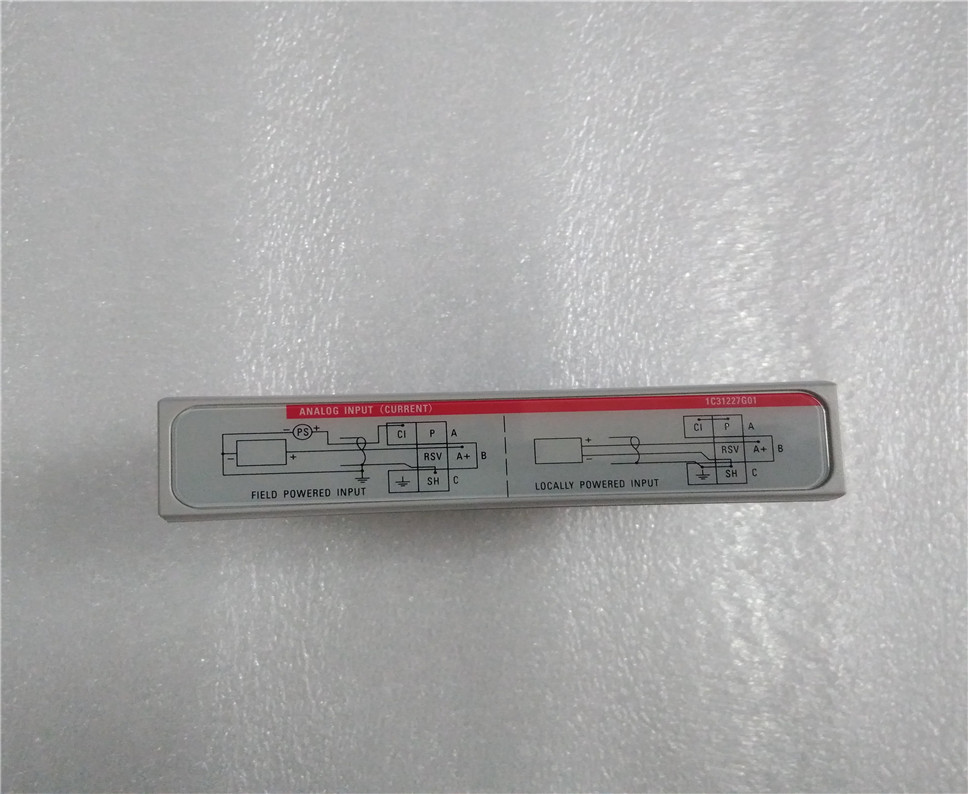 ANALOG INPUT (CURRENT)
1C31227G01
PS
- +
CI P A
- + RSV A+ B
SH C
FIELD POWERED INPUT
CI P A
+ RSV A+ B
-
SH C
LOCALLY POWERED INPUT